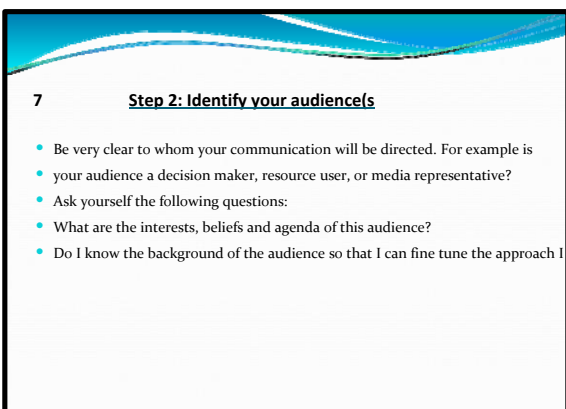 7 Step 2: Identify your audience(s
• Be very clear to whom your communication will be directed. For example is
• your audience a decision maker, resource user, or media representative?
• Ask yourself the following questions:
• What are the interests, beliefs and agenda of this audience?
• Do I know the background of the audience so that I can fine tune the approach I